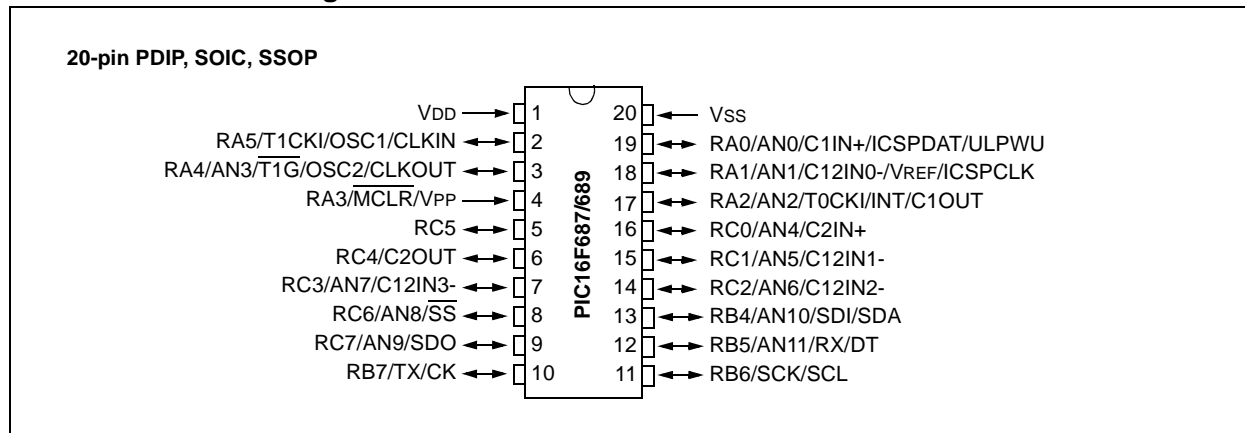 20-pin PDIP, SOIC, SSOP
VDD 1 20 VSS
RA5/T1CKI/OSC1/CLKIN 2 19 RA0/AN0/C1IN+/ICSPDAT/ULPWU
RA4/AN3/T1G/OSC2/CLKOUT 3 18 RA1/AN1/C12IN0-/VREF/ICSPCLK
RA3/MCLR/VPP 4 17 RA2/AN2/T0CKI/INT/C1OUT
RC5 5 16 RC0/AN4/C2IN+
RC4/C2OUT 6 15 RC1/AN5/C12IN1-
RC3/AN7/C12IN3- 7 14 RC2/AN6/C12IN2-
RC6/AN8/SS 8 13 RB4/AN10/SDI/SDA
RC7/AN9/SDO 9 12 RB5/AN11/RX/DT
RB7/TX/CK 10 11 RB6/SCK/SCL
PIC16F687/689